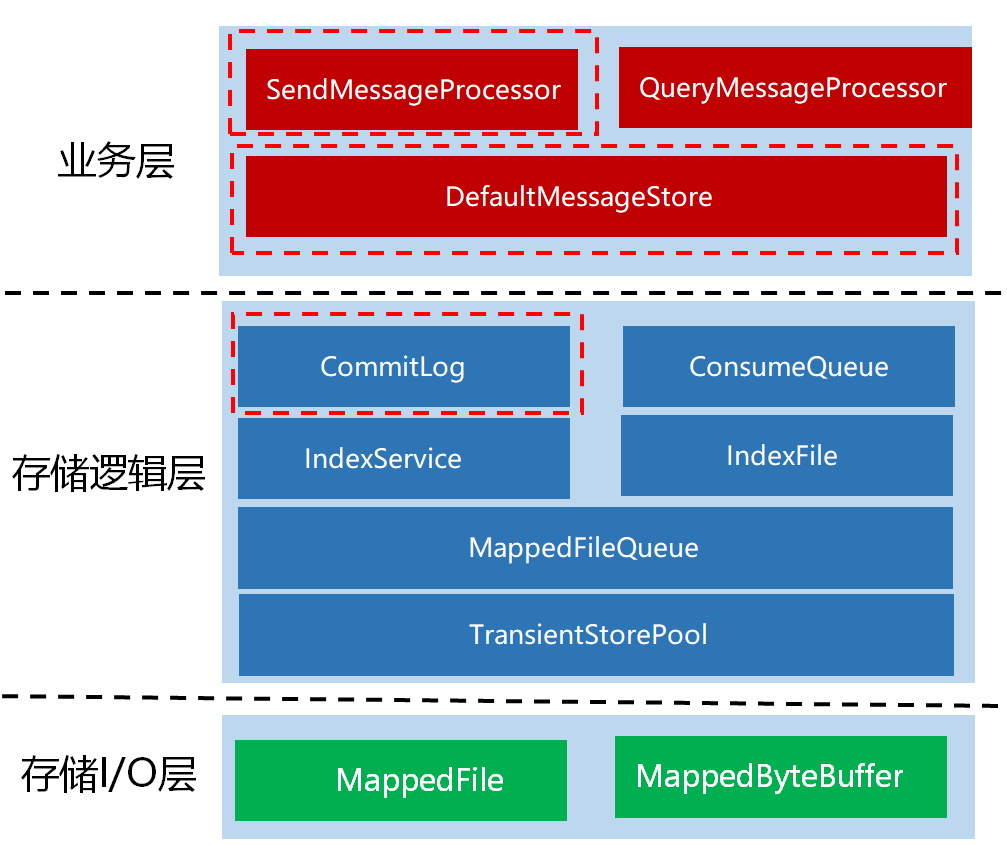 业务层
SendMessageProcessor
QueryMessageProcessor
DefaultMessageStore
存储逻辑层
CommitLog
ConsumeQueue
IndexService
IndexFile
MappedFileQueue
TransientStorePool
存储I/O层
MappedFile
MappedByteBuffer